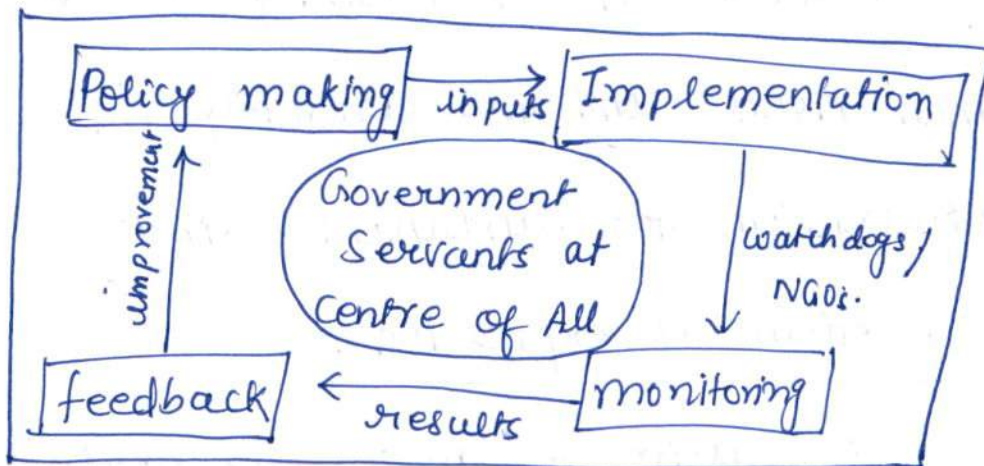 Policy making
inputs
Implementation
improvement
Government
Servants at
Centre of All
watchdogs /
NGOs.
feedback
results
monitoring